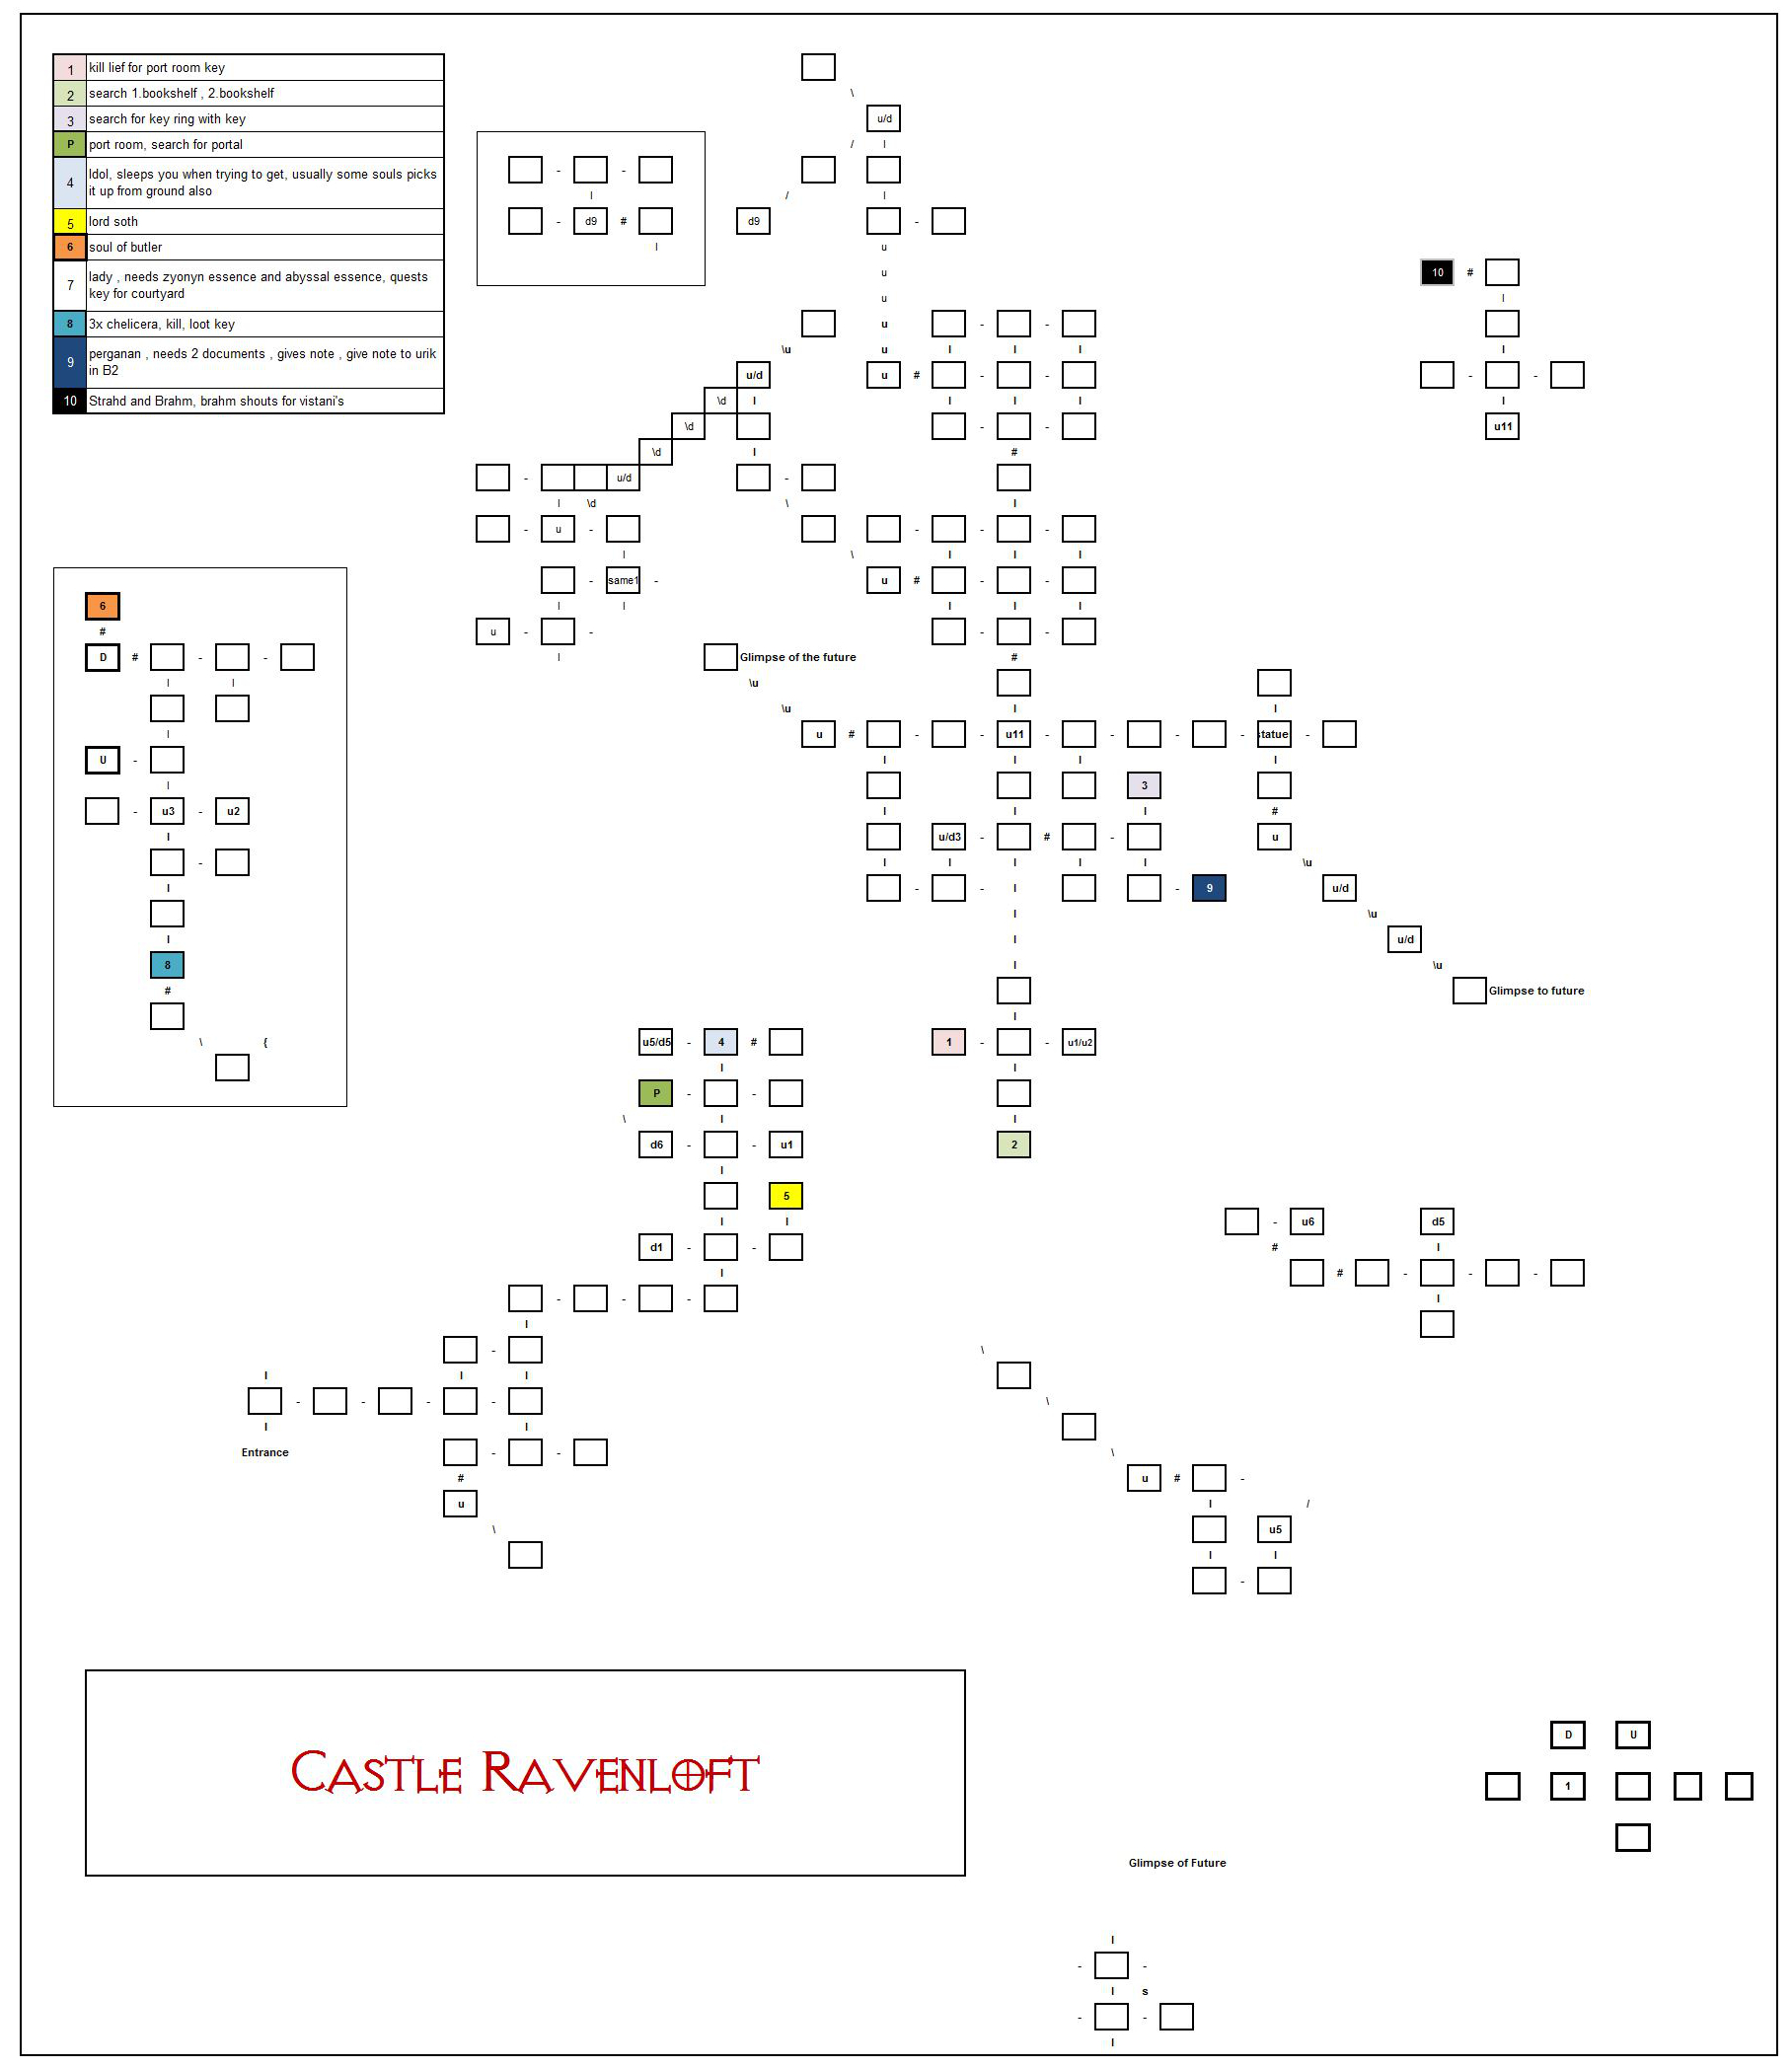 1 kill lief for port room key
2 search 1.bookshelf , 2.bookshelf
3 search for key ring with key
P port room, search for portal
4 Idol, sleeps you when trying to get, usually some souls picks
it up from ground also
5 lord soth
6 soul of butler
7 lady , needs zyonyn essence and abyssal essence, quests
key for courtyard
8 3x chelicera, kill, loot key
9 perganan , needs 2 documents , gives note , give note to urik
in B2
10 Strahd and Brahm, brahm shouts for vistani's
\
u/d
/ I
- -
I /
- d9 # d9 -
I u
u 10 #
u I
u - -
\u u I I I I
u/d u # - - - -
\d I I I I I
\d - - u11
\d I #
- u/d -
I \d \ I
- u - - - -
I \ I I I
- same1 - u # - -
I I I I I
6 u - - - -
#
D # - - I Glimpse of the future #
I I \u
I \u I I
U - u # - - u11 - - - - statue -
I I I I I
- u3 - u2 3
I I I I #
u/d3 - # - u
- I I I I I \u
I - - I - 9 u/d
I \u
I I u/d
8 I \u
# Glimpse to future
I
\ { u5/d5 - 4 # 1 - - u1/u2
I I
P - -
\ I I
d6 - - u1 2
I
5
I I - u6 d5
d1 - - # I
I # - - -
- - - I
I
- \
I I I
- - - - \
I I
Entrance - - \
# u # -
u I /
\ u5
I I
-
D U
Castle Ravenloft
1
Glimpse of Future
I
- -
I s
- -
I